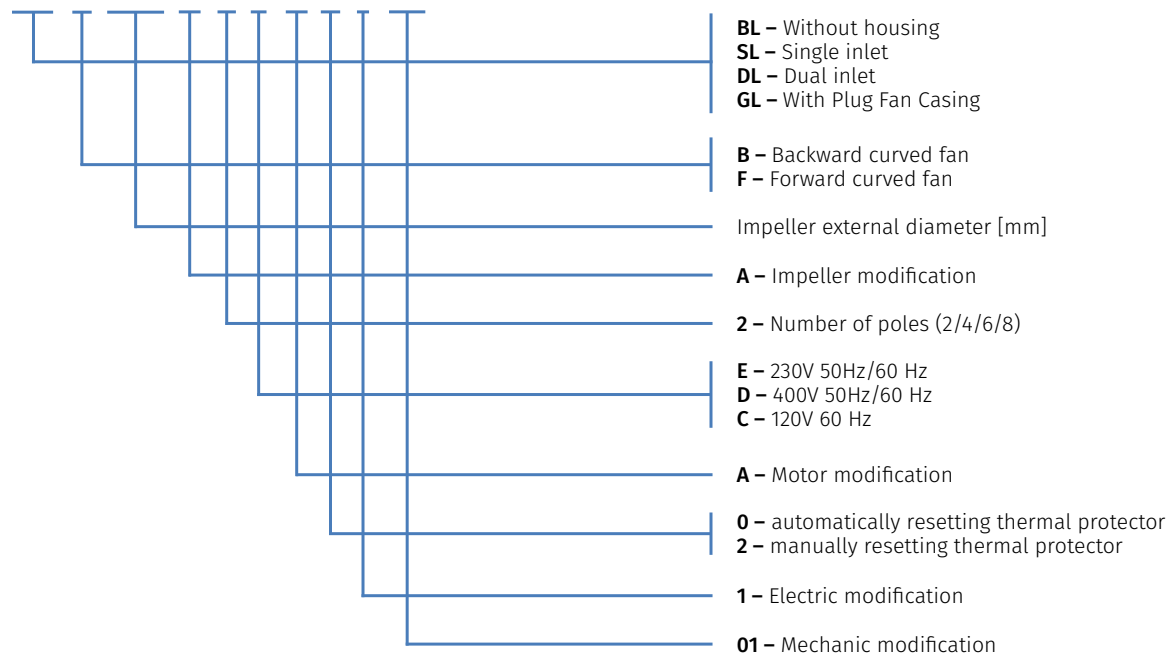 BL – Without housing
SL – Single inlet
DL – Dual inlet
GL – With Plug Fan Casing
B – Backward curved fan
F – Forward curved fan
Impeller external diameter [mm]
A – Impeller modification
2 – Number of poles (2/4/6/8)
E – 230V 50Hz/60 Hz
D – 400V 50Hz/60 Hz
C – 120V 60 Hz
A – Motor modification
0 – automatically resetting thermal protector
2 – manually resetting thermal protector
1 – Electric modification
01 – Mechanic modification